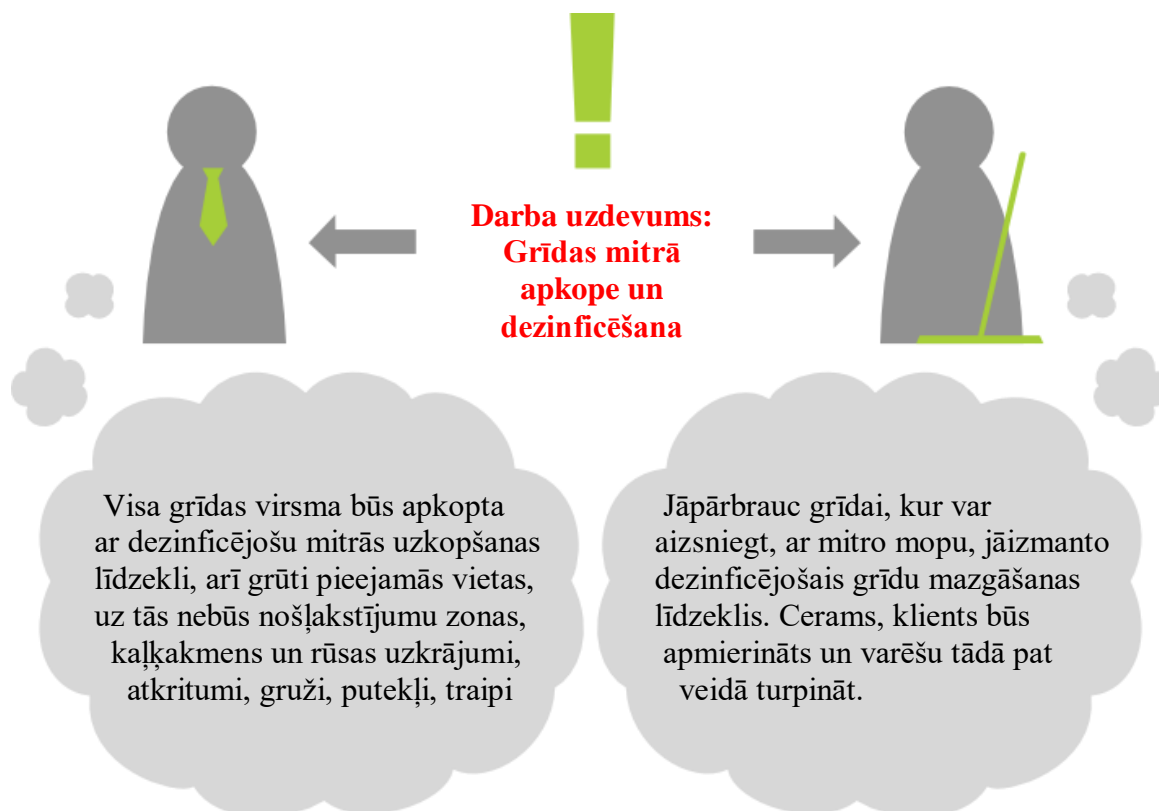 Darba uzdevums:
Grīdas mitrā
apkope un
dezinficēšana
Visa grīdas virsma būs apkopta
ar dezinficējošu mitrās uzkopšanas
līdzekli, arī grūti pieejamās vietas,
uz tās nebūs nošļakstījumu zonas,
kaļķakmens un rūsas uzkrājumi,
atkritumi, gruži, putekļi, traipi
Jāpārbrauc grīdai, kur var
aizsniegt, ar mitro mopu, jāizmanto
dezinficējošais grīdu mazgāšanas
līdzeklis. Cerams, klients būs
apmierināts un varēšu tādā pat
veidā turpināt.